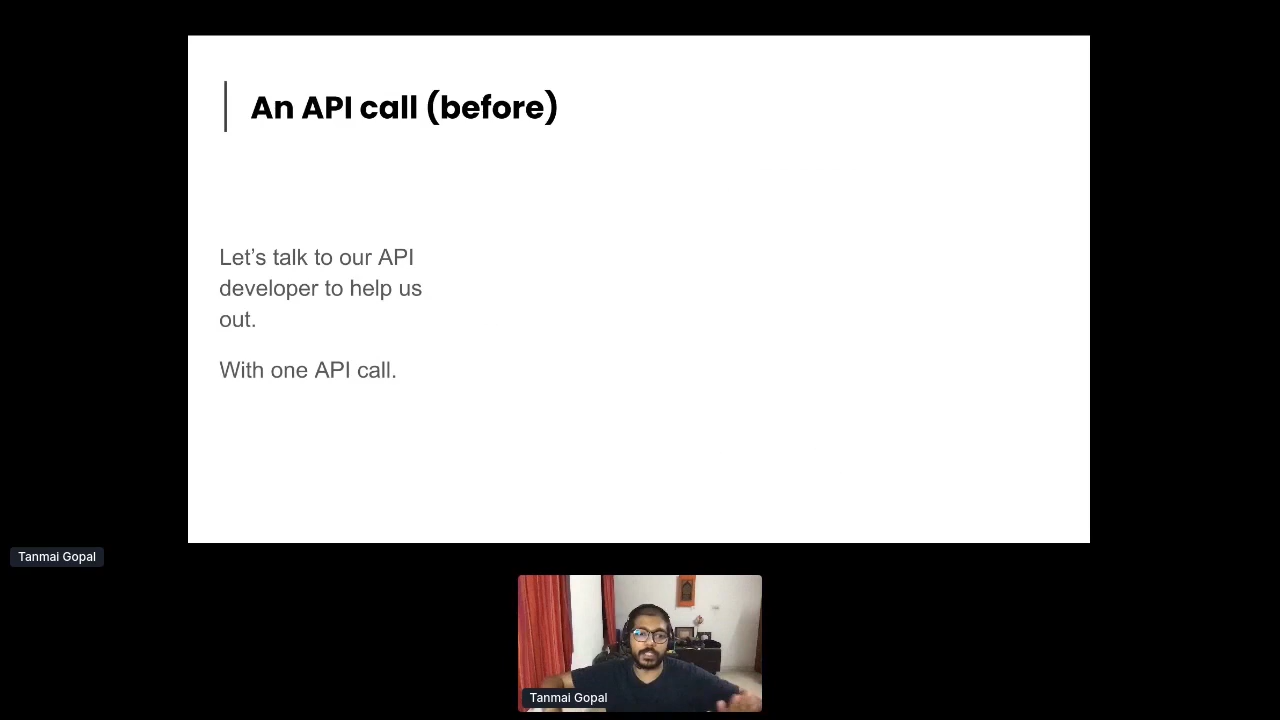 An API call (before)
Let’s talk to our API
developer to help us
out.
With one API call.
Tanmai Gopal
Tanmai Gopal